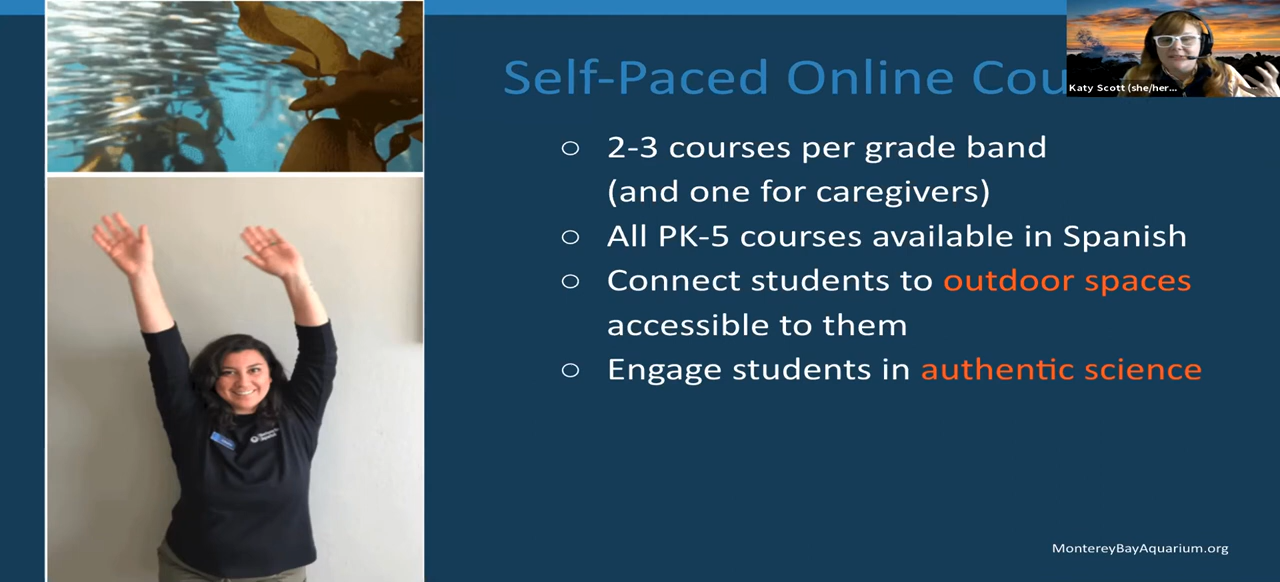 Self-Paced Online Cou
Katy Scott (she/her...
2-3 courses per grade band
(and one for caregivers)
All PK-5 courses available in Spanish
Connect students to outdoor spaces
accessible to them
Engage students in authentic science
MontereyBayAquarium.org